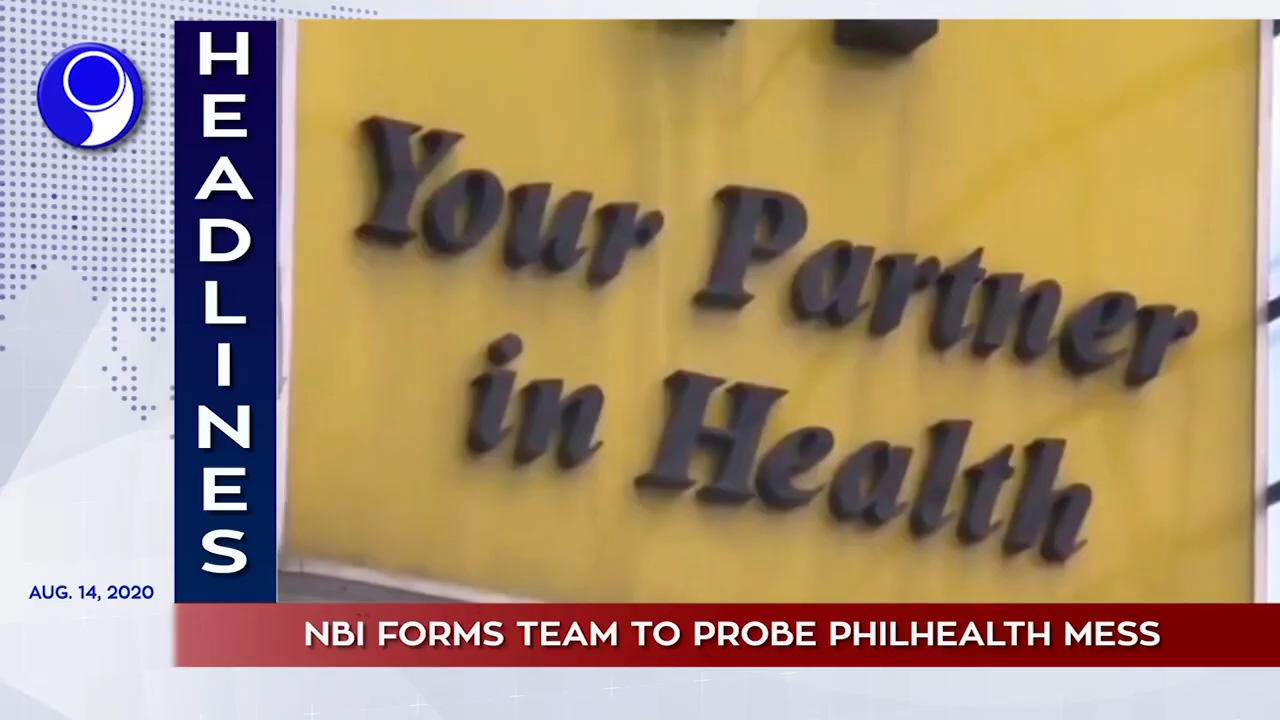 HEADLINES
Your Partner
in Health
AUG. 14, 2020
NBI FORMS TEAM TO PROBE PHILHEALTH MESS